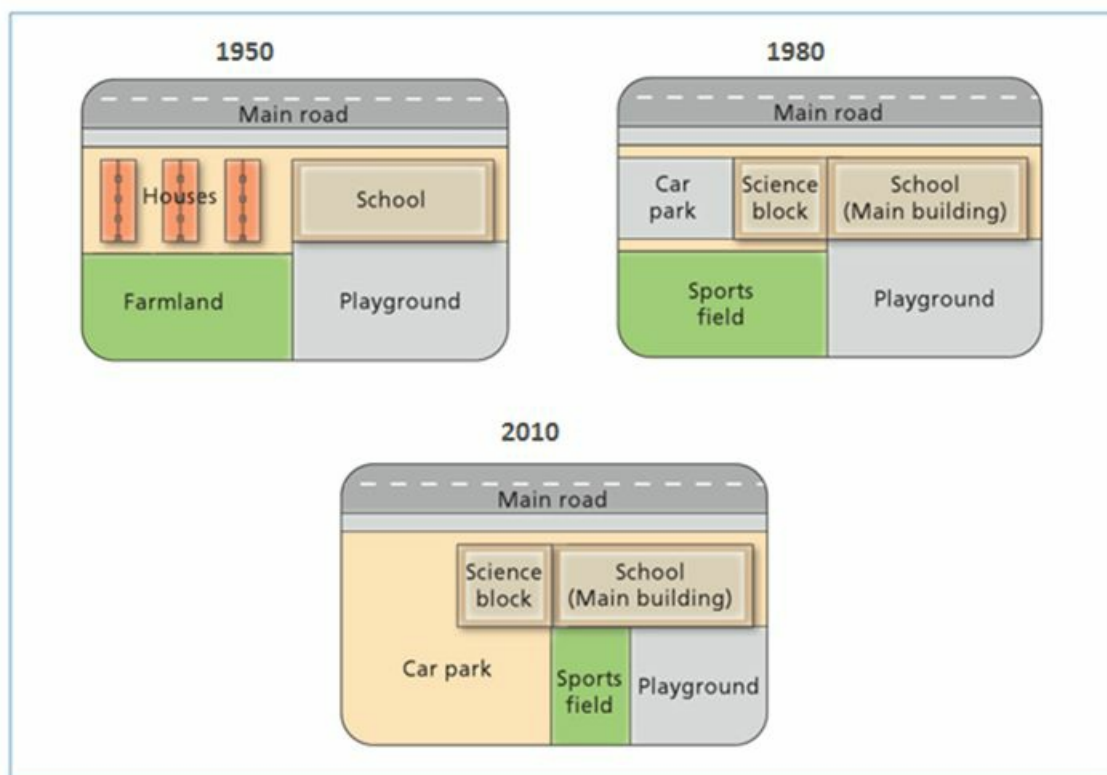 1950
Main road
Houses
School
Farmland
Playground
1980
Main road
Car
park
Science
block
School
(Main building)
Sports
field
Playground
2010
Main road
Science
block
School
(Main building)
Car park
Sports
field
Playground